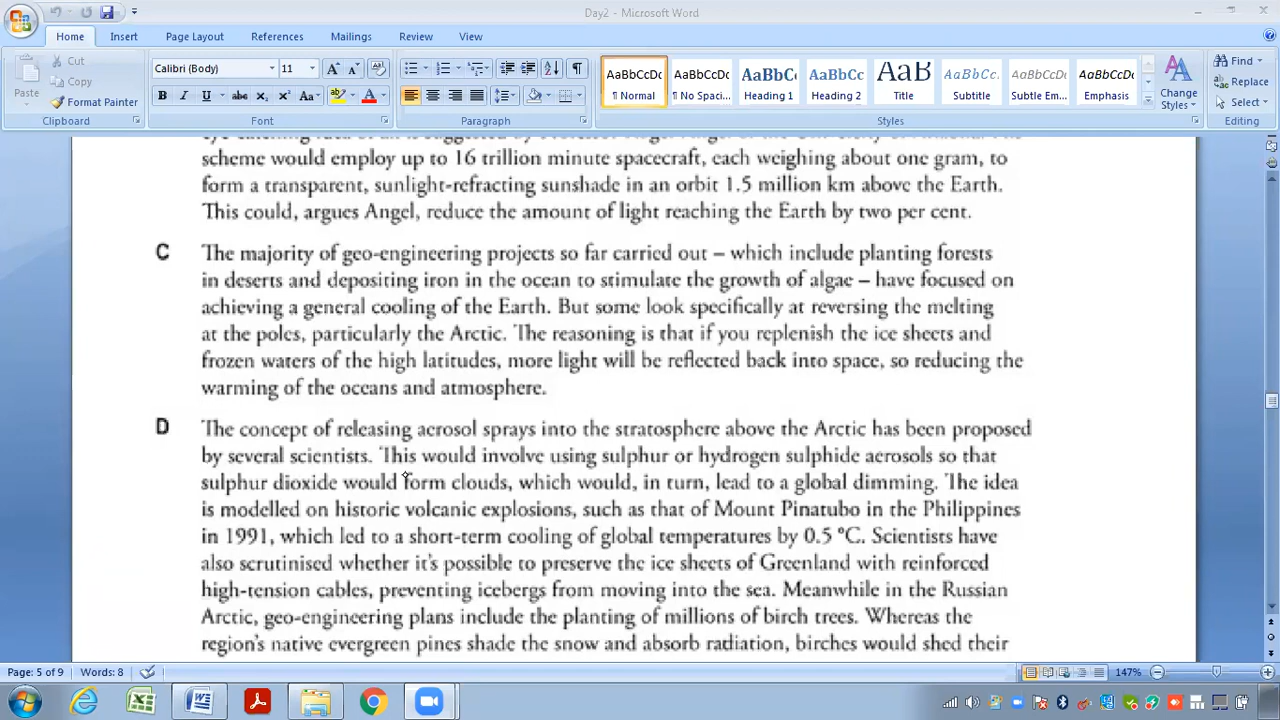 Day2 - Microsoft Word
Home Insert Page Layout References Mailings Review View
Cut
Copy
Paste
Format Painter
Clipboard
Calibri (Body) 11
Font
Paragraph
AaBbCcDc AaBbCcDc AaBbC( AaBbCc AaB AaBbCc. AaBbCcDc AaBbCcDc
¶ Normal ¶ No Spaci... Heading 1 Heading 2 Title Subtitle Subtle Em... Emphasis
Change Styles
Styles
Find
Replace
Select
Editing
scheme would employ up to 16 trillion minute spacecraft, each weighing about one gram, to
form a transparent, sunlight-refracting sunshade in an orbit 1.5 million km above the Earth.
This could, argues Angel, reduce the amount of light reaching the Earth by two per cent.
C The majority of geo-engineering projects so far carried out – which include planting forests
in deserts and depositing iron in the ocean to stimulate the growth of algae – have focused on
achieving a general cooling of the Earth. But some look specifically at reversing the melting
at the poles, particularly the Arctic. The reasoning is that if you replenish the ice sheets and
frozen waters of the high latitudes, more light will be reflected back into space, so reducing the
warming of the oceans and atmosphere.
D The concept of releasing aerosol sprays into the stratosphere above the Arctic has been proposed
by several scientists. This would involve using sulphur or hydrogen sulphide aerosols so that
sulphur dioxide would form clouds, which would, in turn, lead to a global dimming. The idea
is modelled on historic volcanic explosions, such as that of Mount Pinatubo in the Philippines
in 1991, which led to a short-term cooling of global temperatures by 0.5 °C. Scientists have
also scrutinised whether it's possible to preserve the ice sheets of Greenland with reinforced
high-tension cables, preventing icebergs from moving into the sea. Meanwhile in the Russian
Arctic, geo-engineering plans include the planting of millions of birch trees. Whereas the
region's native evergreen pines shade the snow and absorb radiation, birches would shed their
Page: 5 of 9 Words: 8 147%